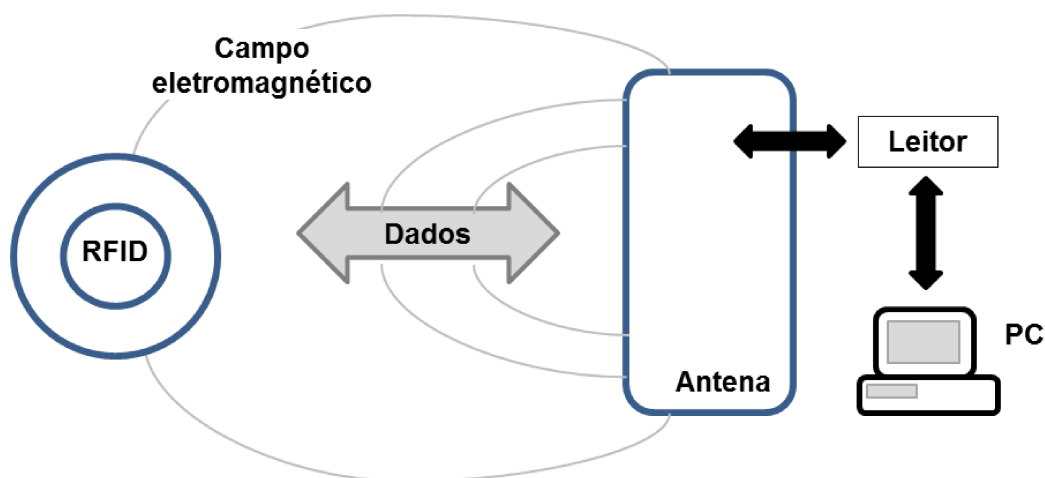 Campo
eletromagnético
RFID
Dados
Antena
Leitor
PC